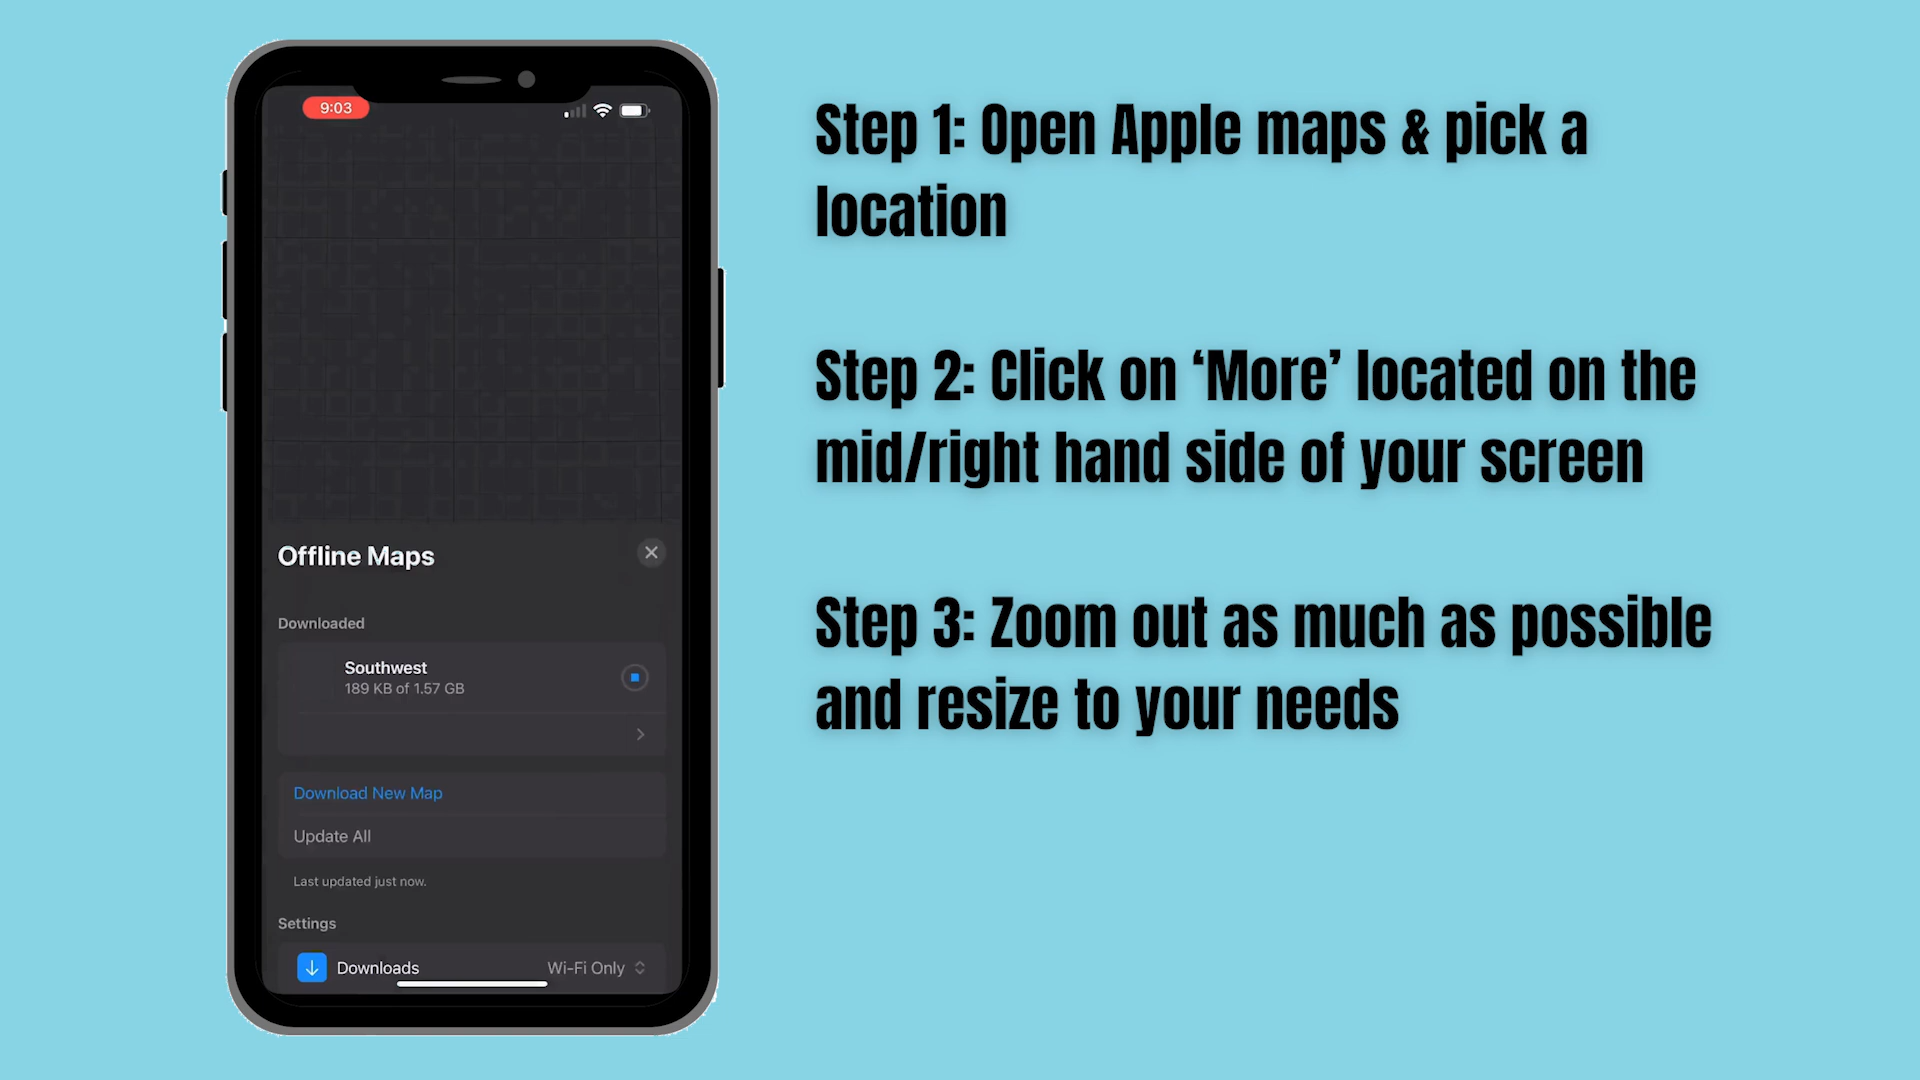 9:03
Offline Maps
Downloaded
Southwest
189 KB of 1.57 GB
Download New Map
Update All
Last updated just now.
Settings
Downloads
Wi-Fi Only
Step 1: Open Apple maps & pick a
location
Step 2: Click on ‘More’ located on the
mid/right hand side of your screen
Step 3: Zoom out as much as possible
and resize to your needs